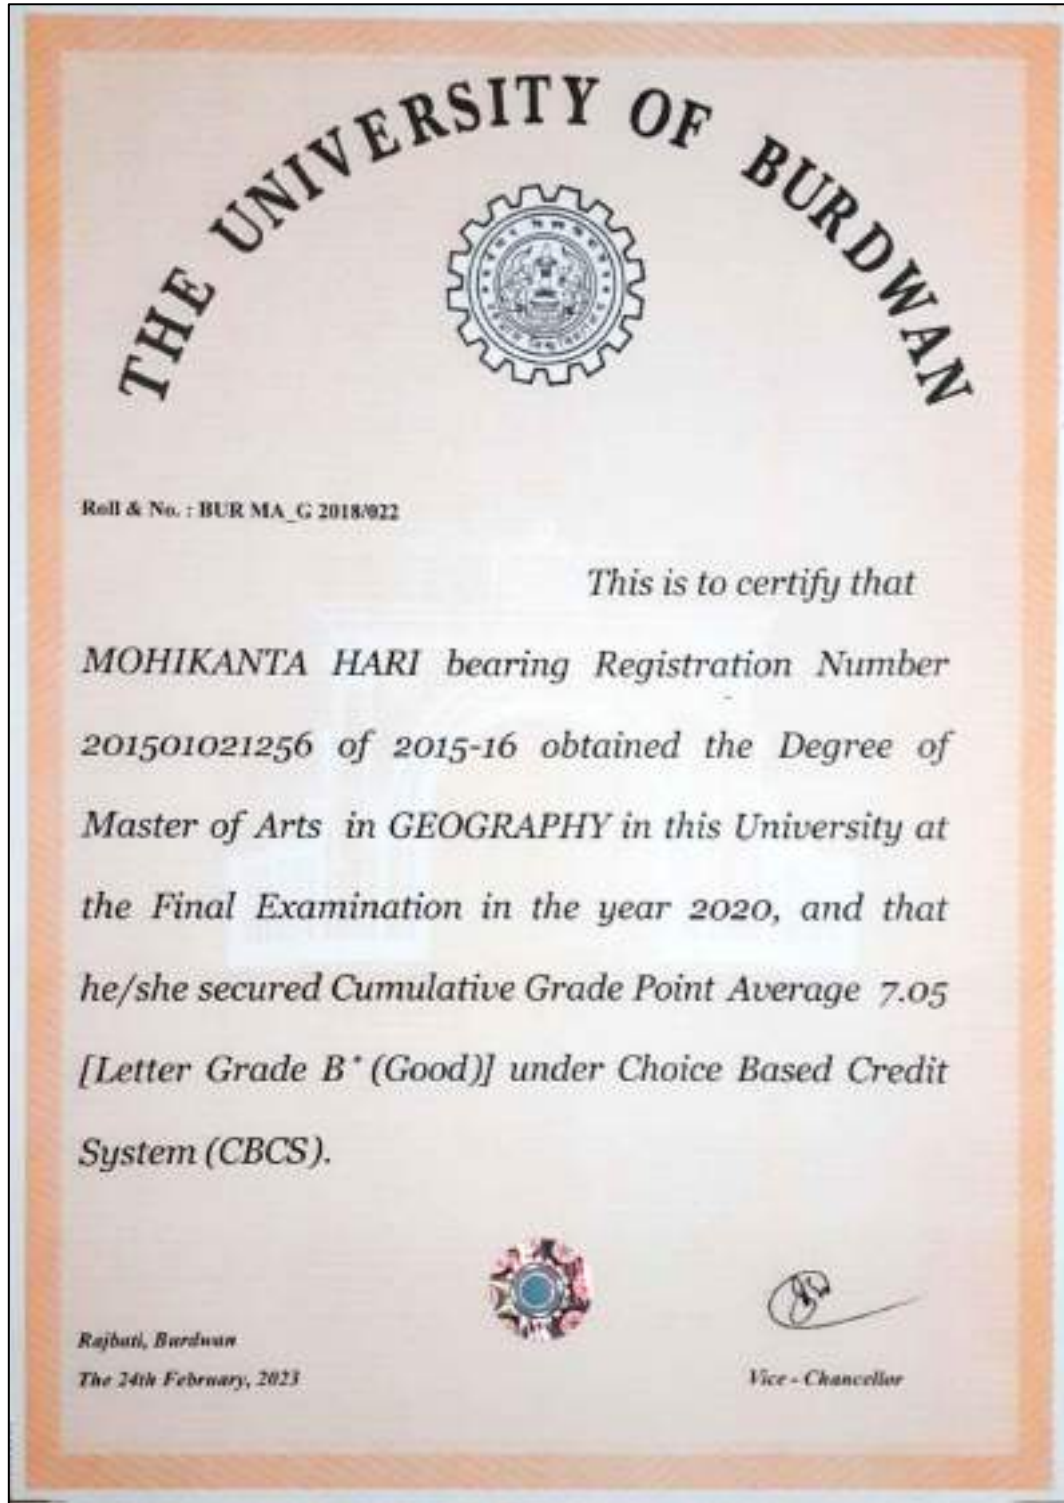 THE UNIVERSITY OF BURDWAN
Roll & No. : BUR MA_G 2018/022
This is to certify that
MOHIKANTA HARI bearing Registration Number
201501021256 of 2015-16 obtained the Degree of
Master of Arts in GEOGRAPHY in this University at
the Final Examination in the year 2020, and that
he/she secured Cumulative Grade Point Average 7.05
[Letter Grade B⁺ (Good)] under Choice Based Credit
System (CBCS).
Rajbati, Burdwan
The 24th February, 2023
Vice - Chancellor